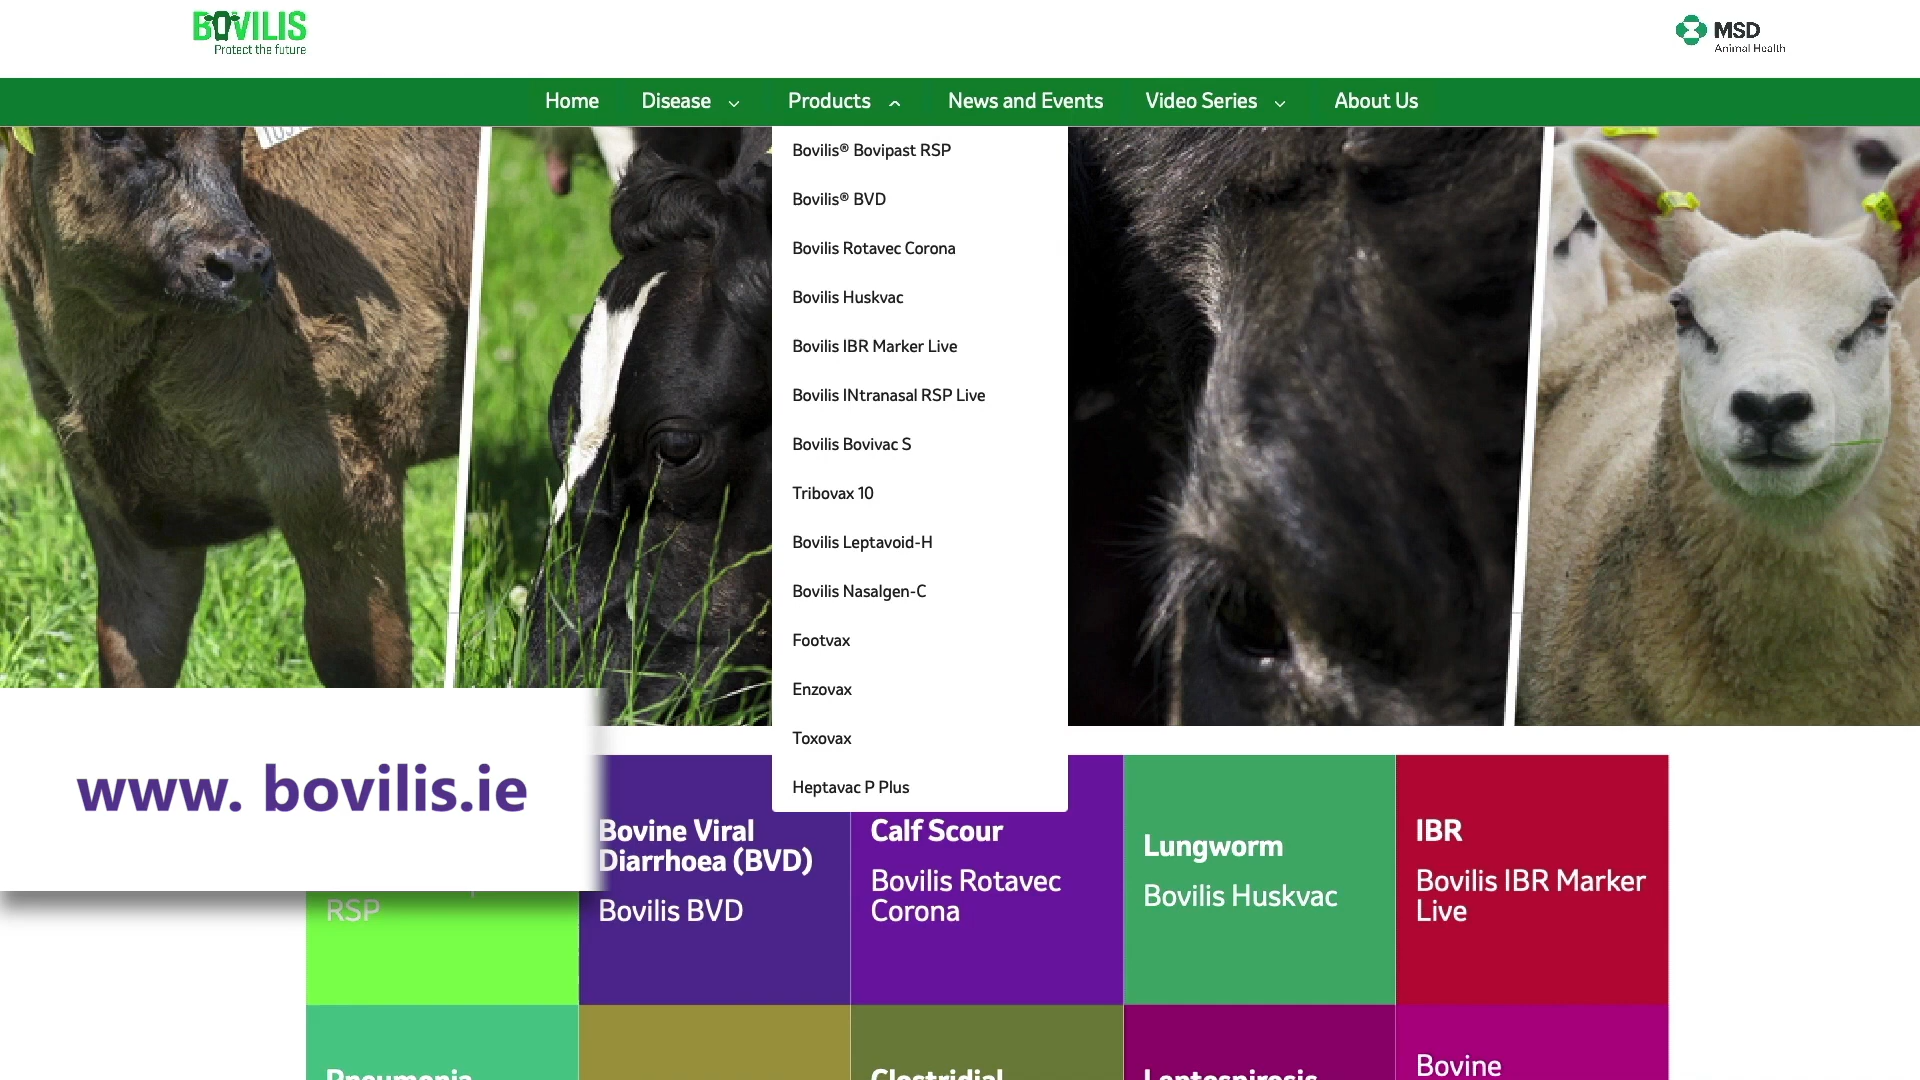 BOVILIS
Protect the future
MSD
Animal Health
Home
Disease
Products
News and Events
Video Series
About Us
Bovilis® Bovipast RSP
Bovilis® BVD
Bovilis Rotavec Corona
Bovilis Huskvac
Bovilis IBR Marker Live
Bovilis INtranasal RSP Live
Bovilis Bovivac S
Tribovax 10
Bovilis Leptavoid-H
Bovilis Nasalgen-C
Footvax
Enzovax
Toxovax
Heptavac P Plus
www. bovilis.ie
RSP
Bovine Viral
Diarrhoea (BVD)
Bovilis BVD
Calf Scour
Bovilis Rotavec
Corona
Lungworm
Bovilis Huskvac
IBR
Bovilis IBR Marker
Live
Pneumonia
Clostridial
Leptospirosis
Bovine